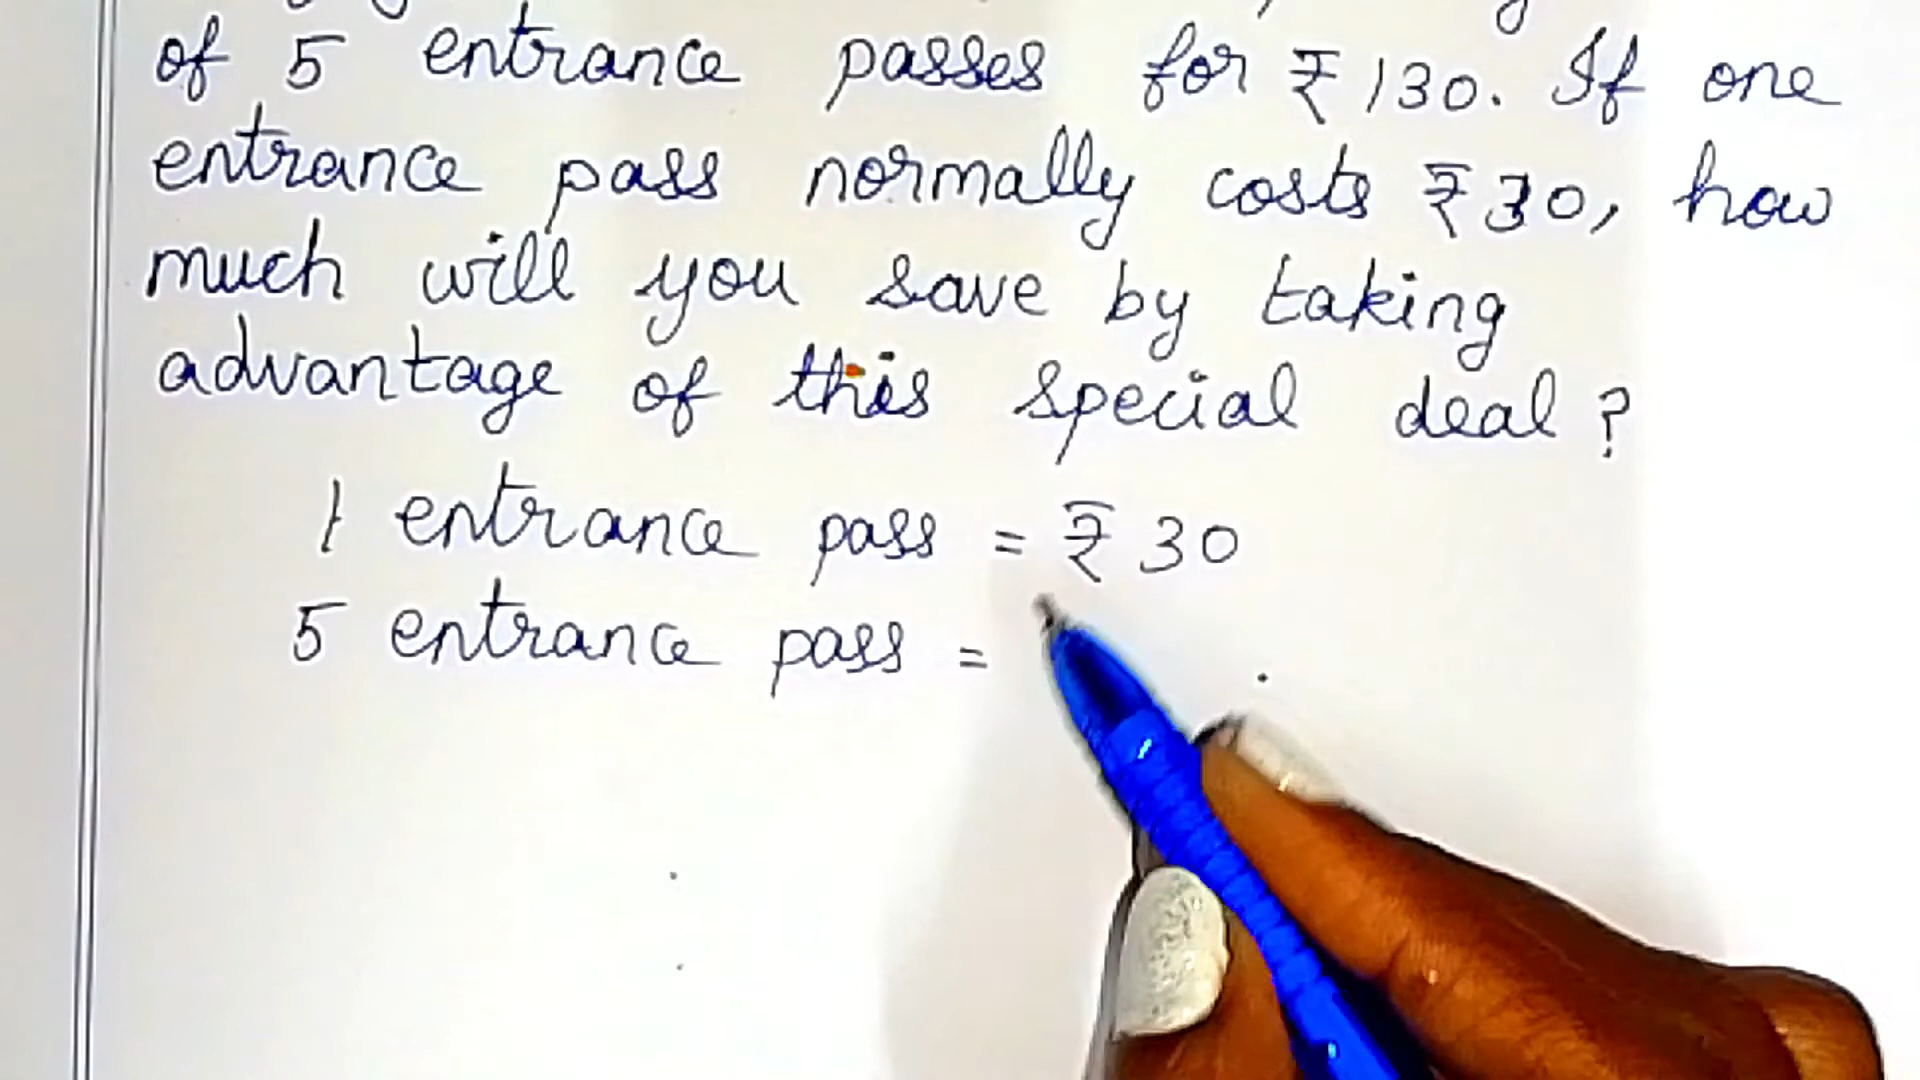 of 5 entrance passes for ₹130. If one
entrance pass normally costs ₹30, how
much will you save by taking
advantage of this special deal?
1 entrance pass = ₹30
5 entrance pass =